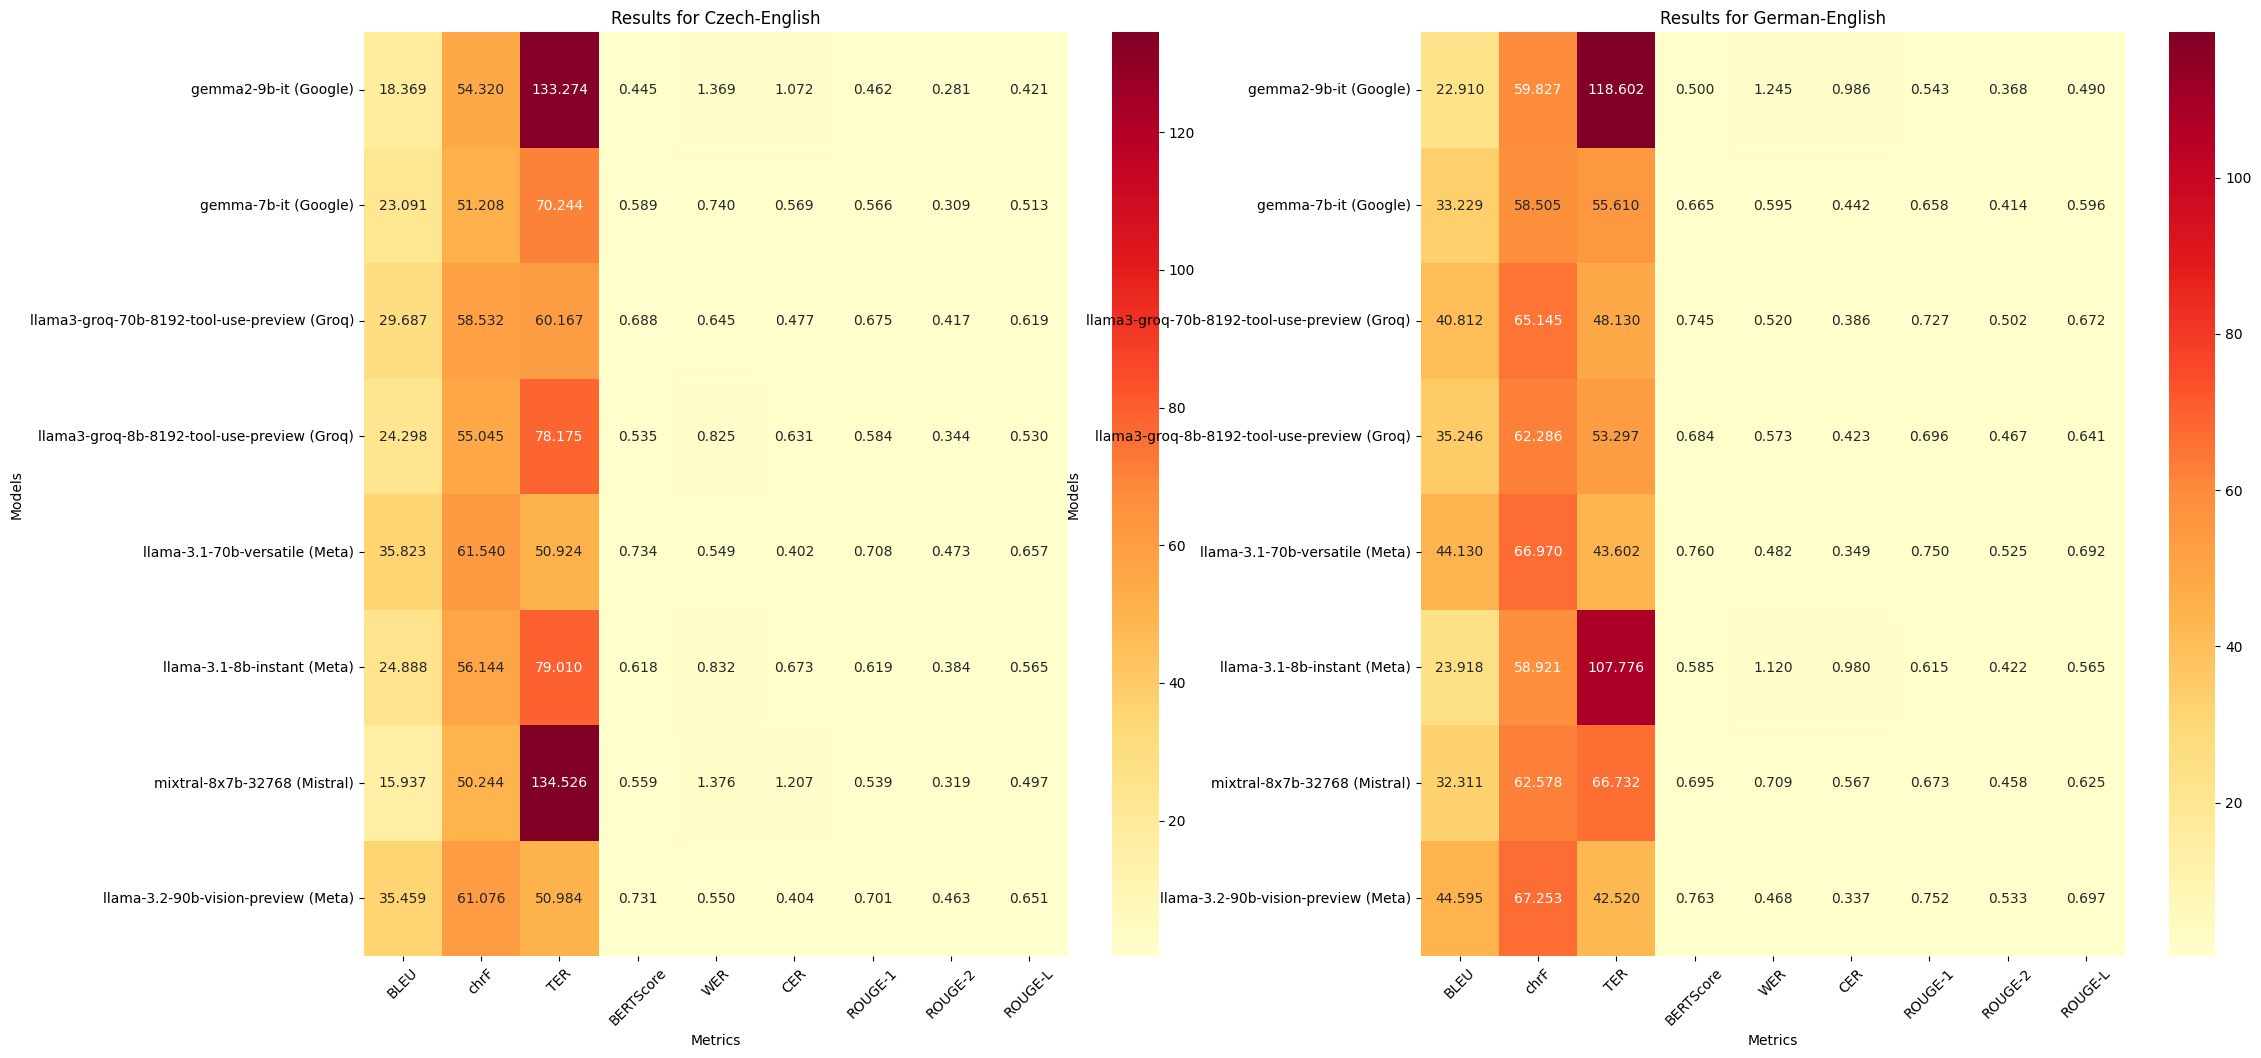 Results for Czech-English
gemma2-9b-it (Google) 18.369 54.320 133.274 0.445 1.369 1.072 0.462 0.281 0.421
gemma-7b-it (Google) 23.091 51.208 70.244 0.589 0.740 0.569 0.566 0.309 0.513
llama3-groq-70b-8192-tool-use-preview (Groq) 29.687 58.532 60.167 0.688 0.645 0.477 0.675 0.417 0.619
llama3-groq-8b-8192-tool-use-preview (Groq) 24.298 55.045 78.175 0.535 0.825 0.631 0.584 0.344 0.530
llama-3.1-70b-versatile (Meta) 35.823 61.540 50.924 0.734 0.549 0.402 0.708 0.473 0.657
llama-3.1-8b-instant (Meta) 24.888 56.144 79.010 0.618 0.832 0.673 0.619 0.384 0.565
mixtral-8x7b-32768 (Mistral) 15.937 50.244 134.526 0.559 1.376 1.207 0.539 0.319 0.497
llama-3.2-90b-vision-preview (Meta) 35.459 61.076 50.984 0.731 0.550 0.404 0.701 0.463 0.651
Models
BLEU chrF TER BERTScore WER CER ROUGE-1 ROUGE-2 ROUGE-L
Metrics
120
100
80
60
40
20
Results for German-English
gemma2-9b-it (Google) 22.910 59.827 118.602 0.500 1.245 0.986 0.543 0.368 0.490
gemma-7b-it (Google) 33.229 58.505 55.610 0.665 0.595 0.442 0.658 0.414 0.596
llama3-groq-70b-8192-tool-use-preview (Groq) 40.812 65.145 48.130 0.745 0.520 0.386 0.727 0.502 0.672
llama3-groq-8b-8192-tool-use-preview (Groq) 35.246 62.286 53.297 0.684 0.573 0.423 0.696 0.467 0.641
llama-3.1-70b-versatile (Meta) 44.130 66.970 43.602 0.760 0.482 0.349 0.750 0.525 0.692
llama-3.1-8b-instant (Meta) 23.918 58.921 107.776 0.585 1.120 0.980 0.615 0.422 0.565
mixtral-8x7b-32768 (Mistral) 32.311 62.578 66.732 0.695 0.709 0.567 0.673 0.458 0.625
llama-3.2-90b-vision-preview (Meta) 44.595 67.253 42.520 0.763 0.468 0.337 0.752 0.533 0.697
Models
BLEU chrF TER BERTScore WER CER ROUGE-1 ROUGE-2 ROUGE-L
Metrics
100
80
60
40
20